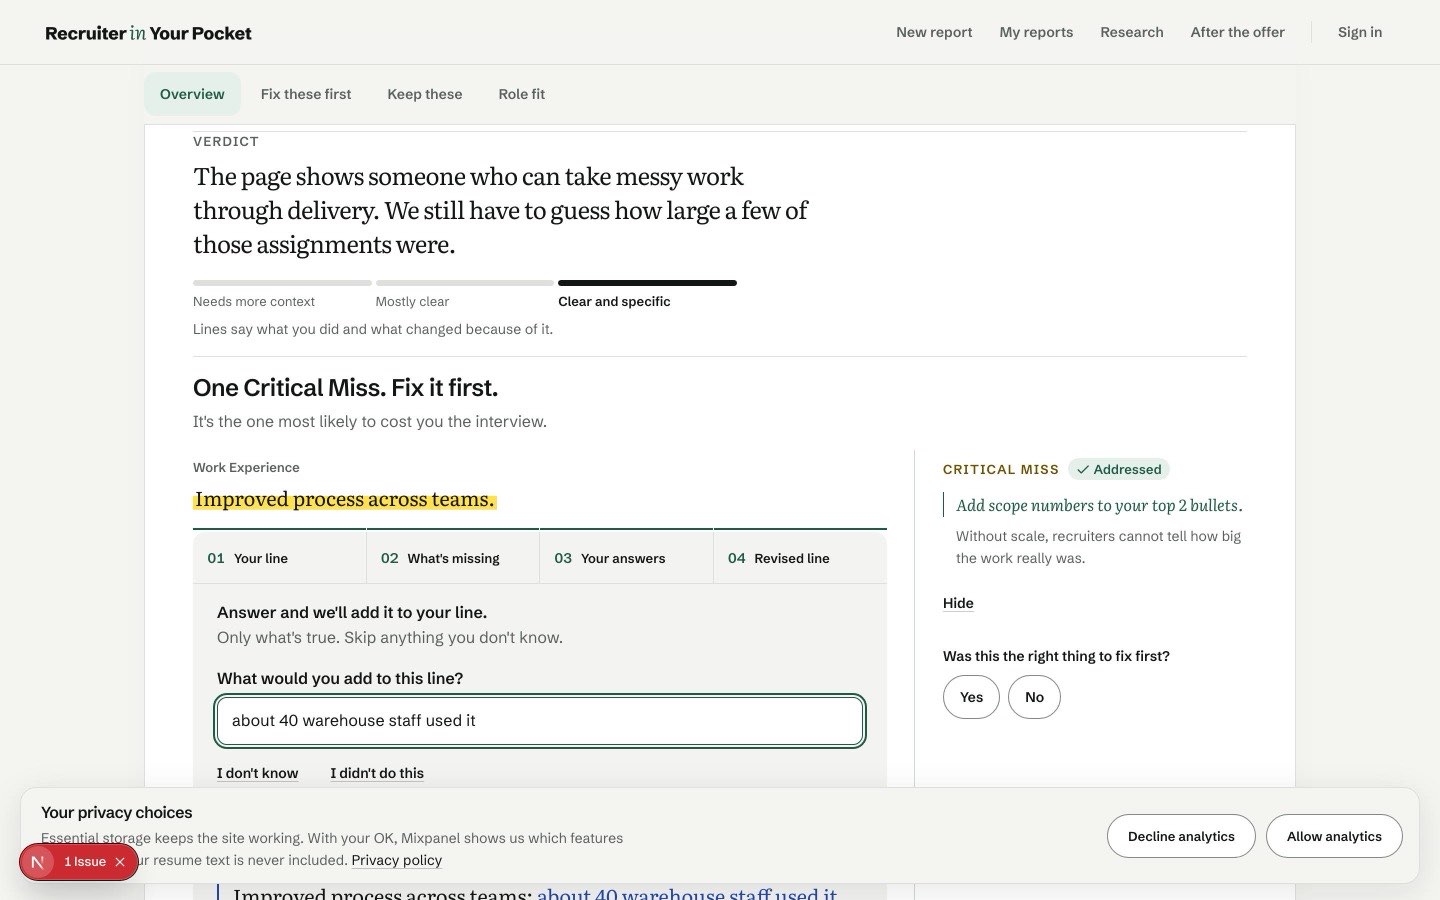 Recruiter in Your Pocket
New report
My reports
Research
After the offer
Sign in
Overview
Fix these first
Keep these
Role fit
VERDICT
The page shows someone who can take messy work
through delivery. We still have to guess how large a few of
those assignments were.
Needs more context
Mostly clear
Clear and specific
Lines say what you did and what changed because of it.
One Critical Miss. Fix it first.
It's the one most likely to cost you the interview.
Work Experience
Improved process across teams.
01 Your line
02 What's missing
03 Your answers
04 Revised line
Answer and we'll add it to your line.
Only what's true. Skip anything you don't know.
What would you add to this line?
about 40 warehouse staff used it
I don't know
I didn't do this
CRITICAL MISS
Addressed
Add scope numbers to your top 2 bullets.
Without scale, recruiters cannot tell how big
the work really was.
Hide
Was this the right thing to fix first?
Yes
No
Your privacy choices
Essential storage keeps the site working. With your OK, Mixpanel shows us which features
resume text is never included. Privacy policy
Decline analytics
Allow analytics
N
1 Issue
Improved process across teams: about 40 warehouse staff used it